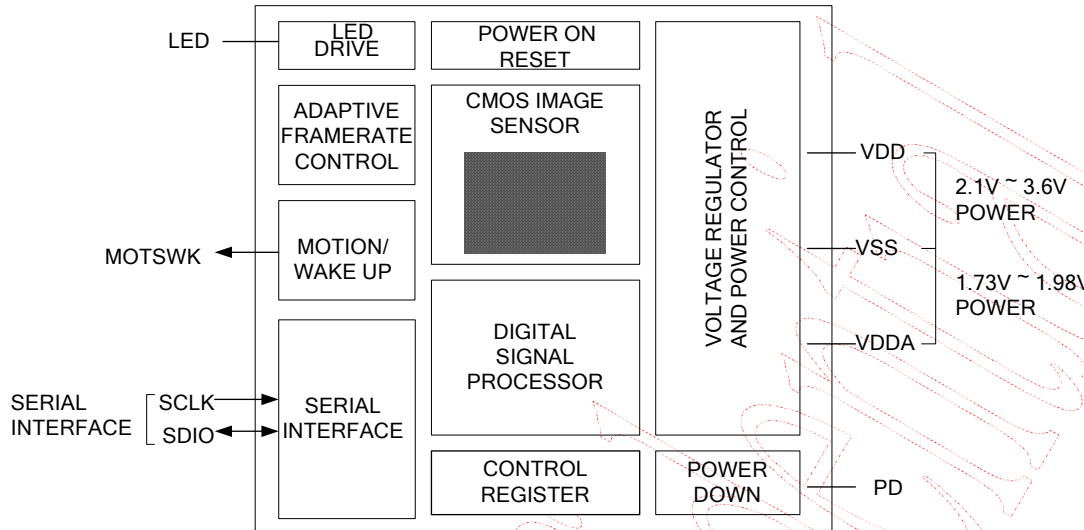 LED
LED
DRIVE
POWER ON
RESET
ADAPTIVE
FRAMERATE
CONTROL
CMOS IMAGE
SENSOR
VOLTAGE REGULATOR
AND POWER CONTROL
VDD
2.1V ~ 3.6V
POWER
MOTSWK
MOTION/
WAKE UP
VSS
1.73V ~ 1.98V
POWER
DIGITAL
SIGNAL
PROCESSOR
VDDA
SERIAL
INTERFACE
SCLK
SDIO
SERIAL
INTERFACE
CONTROL
REGISTER
POWER
DOWN
PD